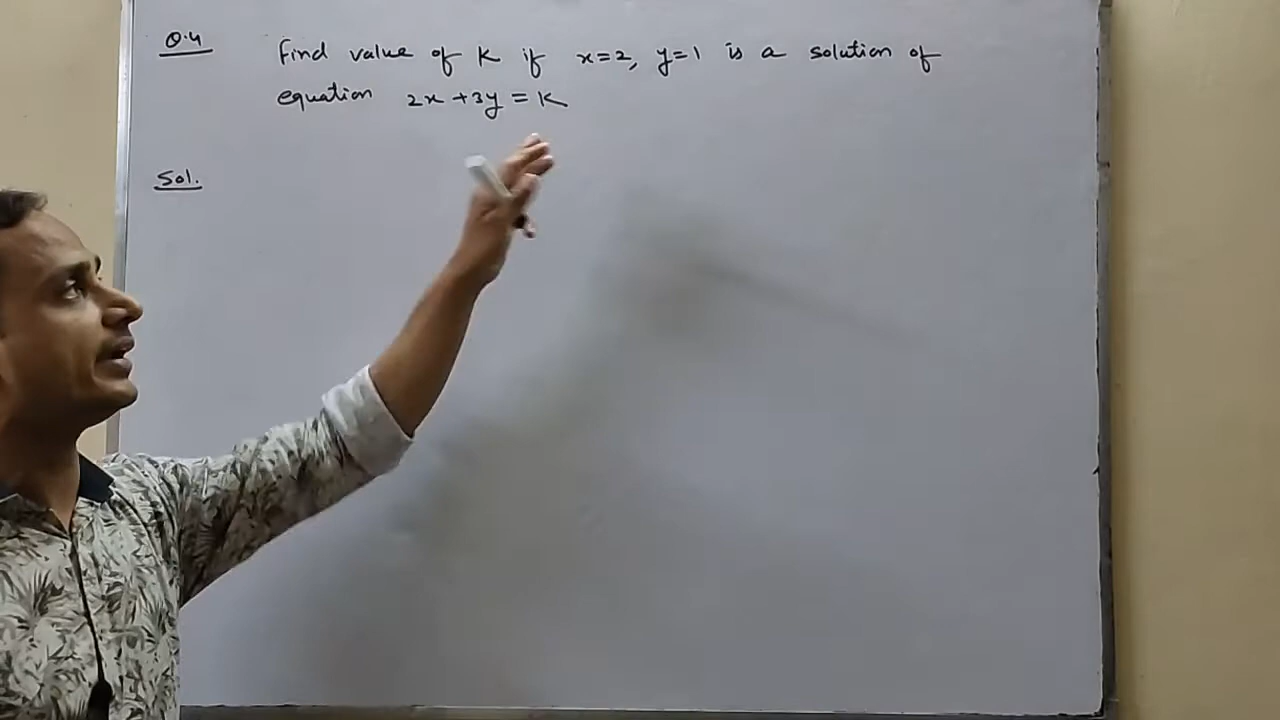 Q.4 Find value of K if x=2, y=1 is a solution of
equation 2x+3y=K
Sol.